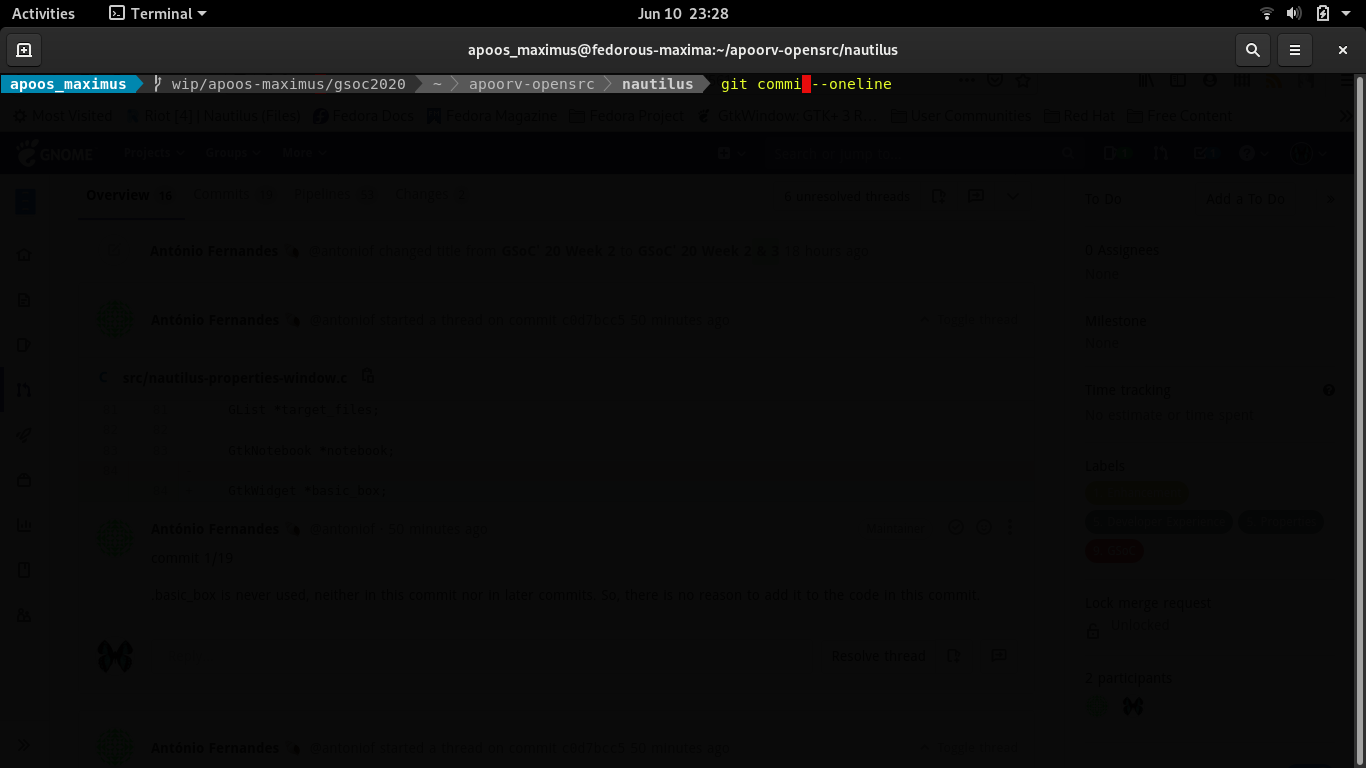 Activities Terminal Jun 10 23:28
apoos_maximus@fedorous-maxima:~/apoorv-opensrc/nautilus
apoos_maximus wip/apoos-maximus/gsoc2020 ~ apoorv-opensrc nautilus git commi --oneline
Most Visited Riot [4] | Nautilus (Files) Fedora Docs Fedora Magazine Fedora Project GtkWindow: GTK+ 3 R… User Communities Red Hat Free Content
GNOME Projects Groups More
Overview 16 Commits Pipelines Changes 6 unresolved threads To Do Add a To Do
António Fernandes @antoniof changed title from GSoC' 20 Week 2 to GSoC' 20 Week 2 & 3 18 hours ago
0 Assignees
None
António Fernandes @antoniof started a thread on commit 50 minutes ago Toggle thread
Milestone
None
src/nautilus-properties-window.c
Time tracking
No estimate or time spent
GList *target_files;
GtkNotebook *notebook;
Labels
GtkWidget *basic_box;
António Fernandes @antoniof · 50 minutes ago
commit 1/19
basic_box is never used, neither in this commit nor in later commits. So, there is no reason to add it to the code in this commit.
Lock merge request
Unlocked
Resolve thread
2 participants
António Fernandes @antoniof started a thread on commit 50 minutes ago Toggle thread